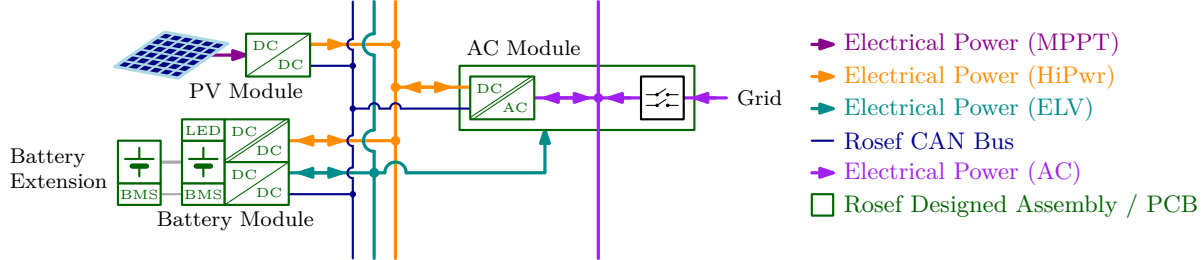 DC
DC
PV Module
AC Module
DC
AC
Grid
LED
DC
DC
Battery
Extension
BMS
BMS
DC
DC
Battery Module
Electrical Power (MPPT)
Electrical Power (HiPwr)
Electrical Power (ELV)
Rosef CAN Bus
Electrical Power (AC)
Rosef Designed Assembly / PCB